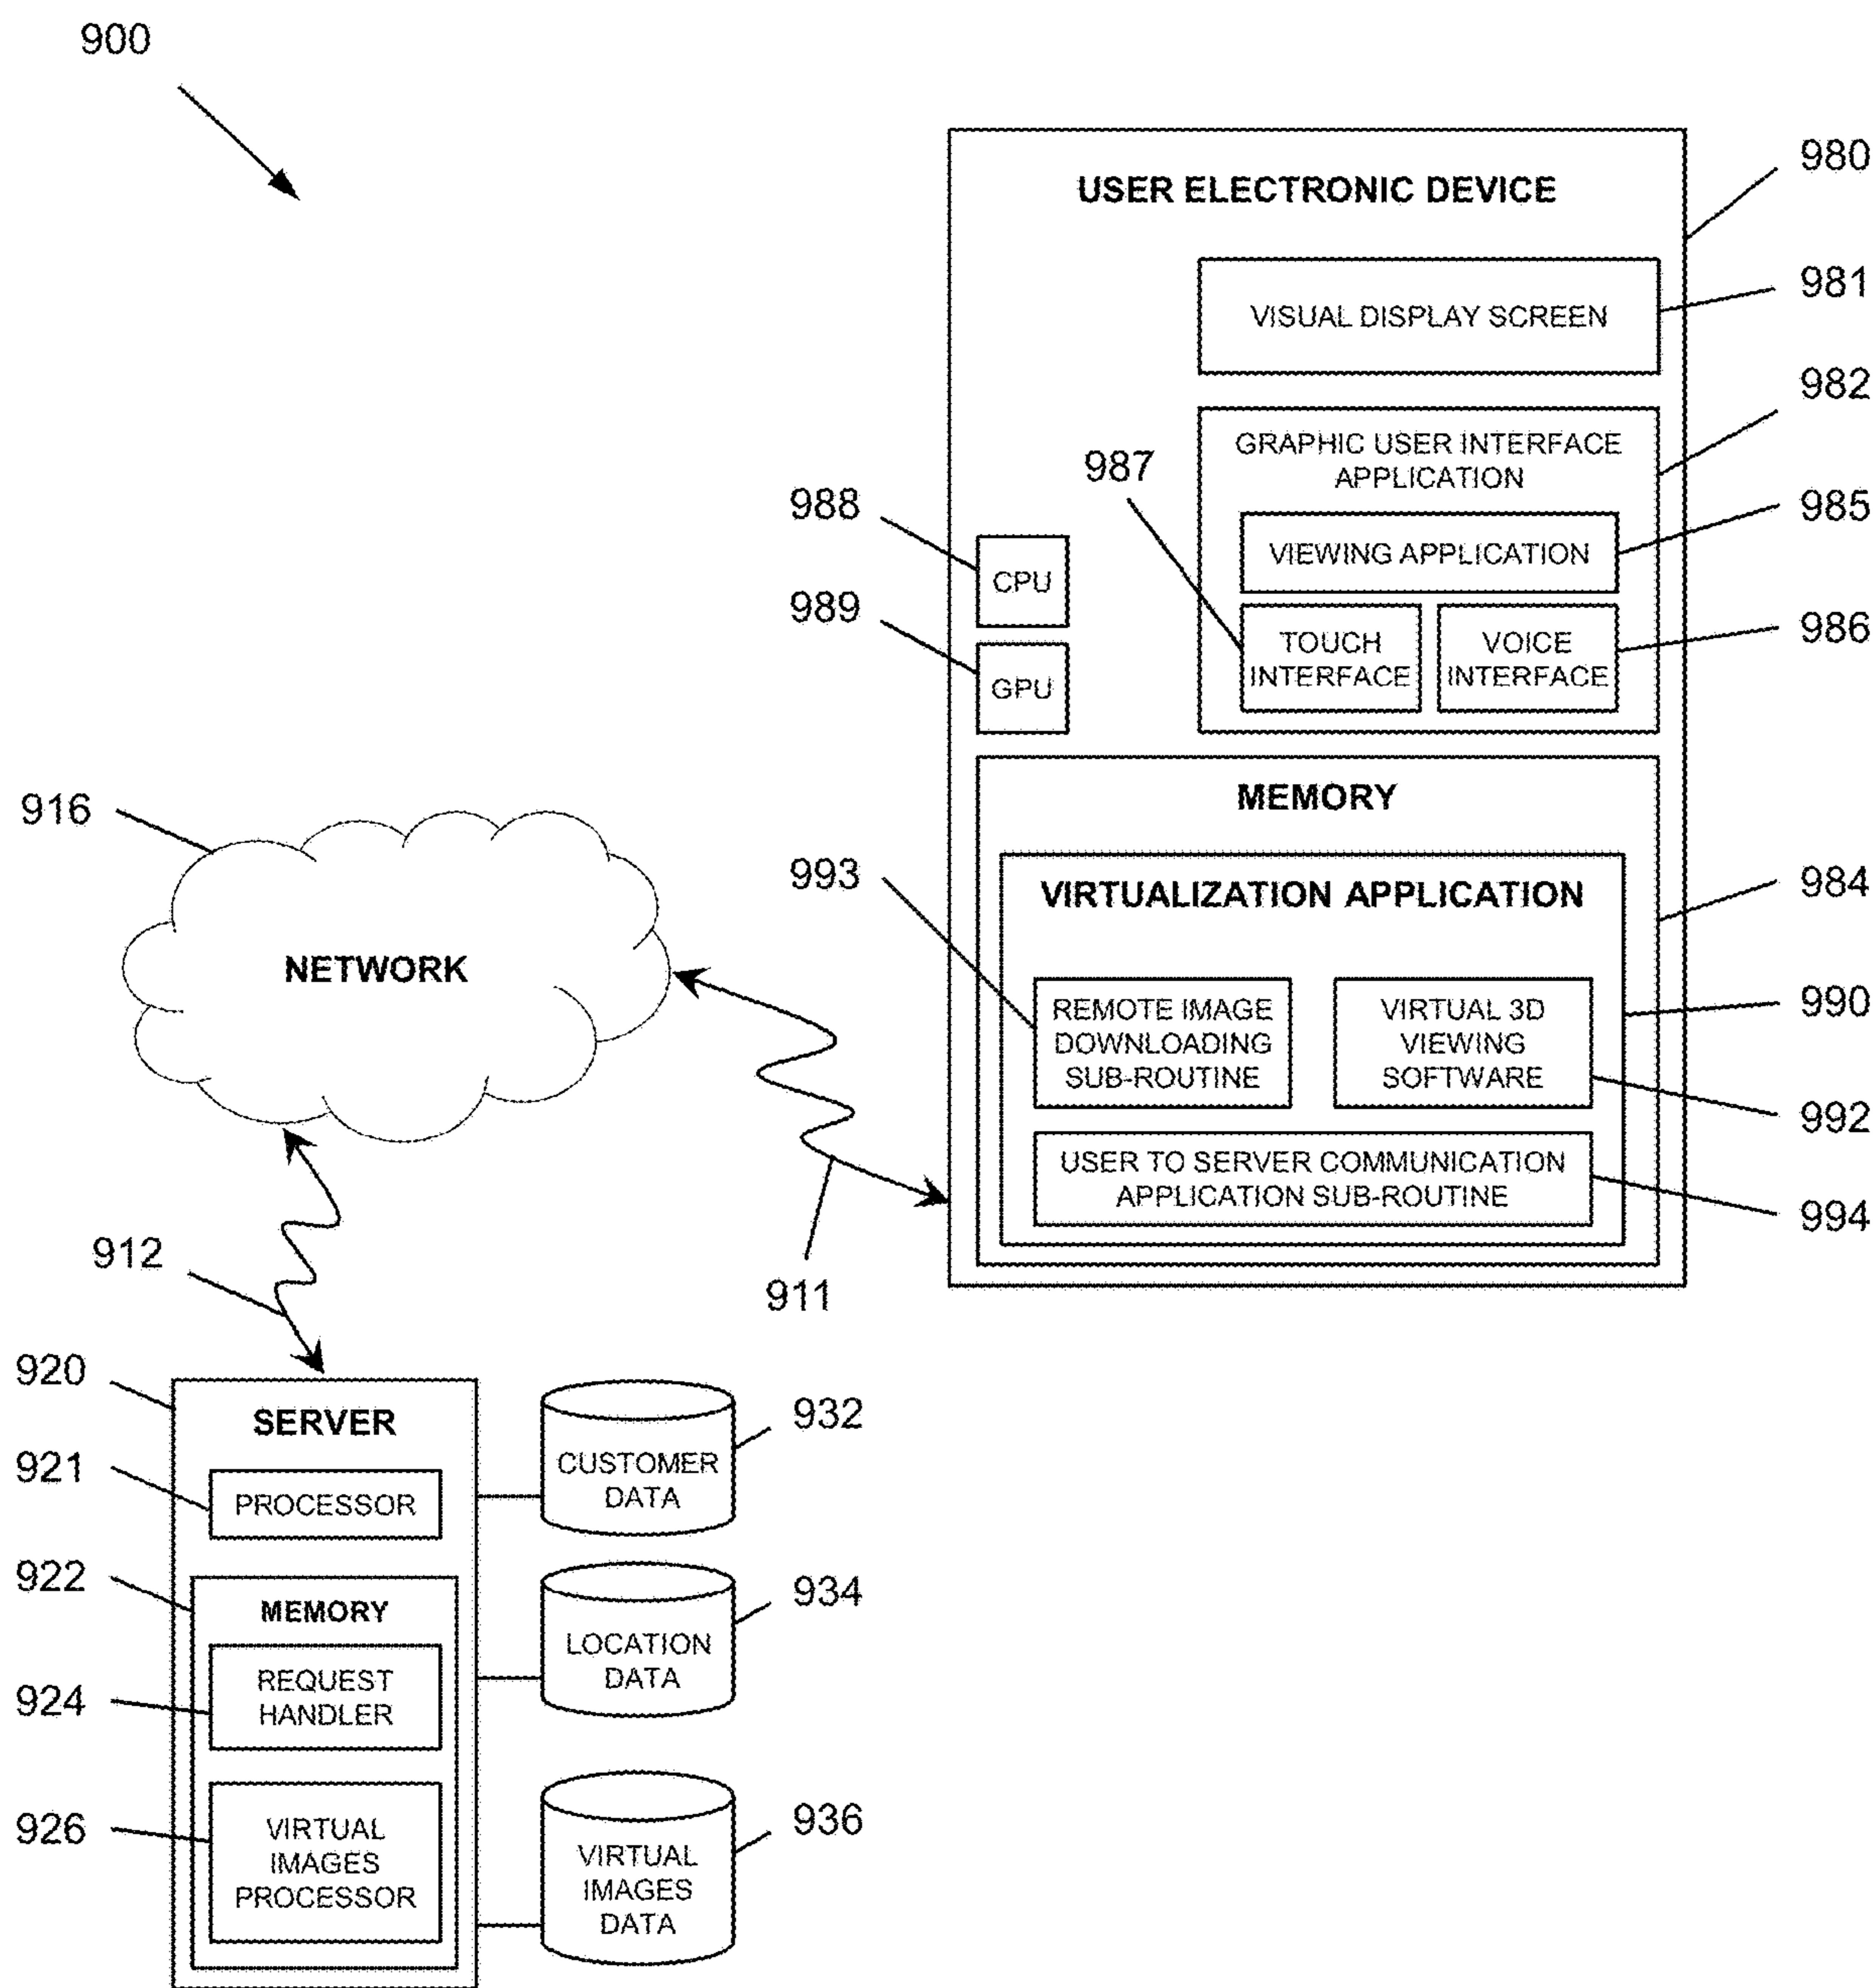 900
USER ELECTRONIC DEVICE
980
VISUAL DISPLAY SCREEN
981
982
GRAPHIC USER INTERFACE
APPLICATION
987
988
VIEWING APPLICATION
985
CPU
989
TOUCH
INTERFACE
VOICE
INTERFACE
986
GPU
MEMORY
916
993
VIRTUALIZATION APPLICATION
984
NETWORK
REMOTE IMAGE
DOWNLOADING
SUB-ROUTINE
VIRTUAL 3D
VIEWING
SOFTWARE
990
992
USER TO SERVER COMMUNICATION
APPLICATION SUB-ROUTINE
994
912
911
920
SERVER
932
CUSTOMER
DATA
921
PROCESSOR
922
MEMORY
934
LOCATION
DATA
924
REQUEST
HANDLER
926
VIRTUAL
IMAGES
PROCESSOR
936
VIRTUAL
IMAGES
DATA